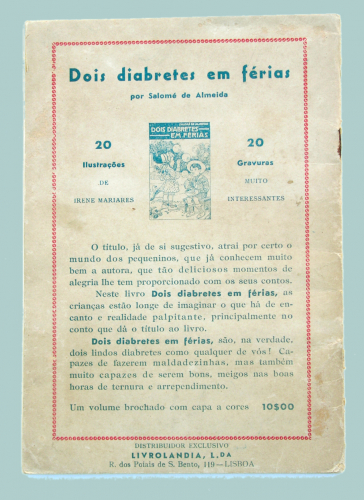 Dois diabretes em férias
por Salomé de Almeida
20
Ilustrações
DE
IRENE MARIARES
DOIS DIABRETES
EM FERIAS
20
Gravuras
MUITO
INTERESSANTES
O título, já de si sugestivo, atrai por certo o
mundo dos pequeninos, que já conhecem muito
bem a autora, que tão deliciosos momentos de
alegria lhe tem proporcionado com os seus contos.
Neste livro Dois diabretes em férias, as
crianças estão longe de imaginar o que há de en-
canto e realidade palpitante, principalmente no
conto que dá o título ao livro.
Dois diabretes em férias, são, na verdade,
dois lindos diabretes como qualquer de vós! Ca-
pazes de fazerem maldadezinhas, mas também
muito capazes de serem bons, meigos nas boas
horas de ternura e arrependimento.
Um volume brochado com capa a cores 10$00
DISTRIBUIDOR EXCLUSIVO
LIVROLANDIA, L.DA
R. dos Poiais de S. Bento, 119—LISBOA